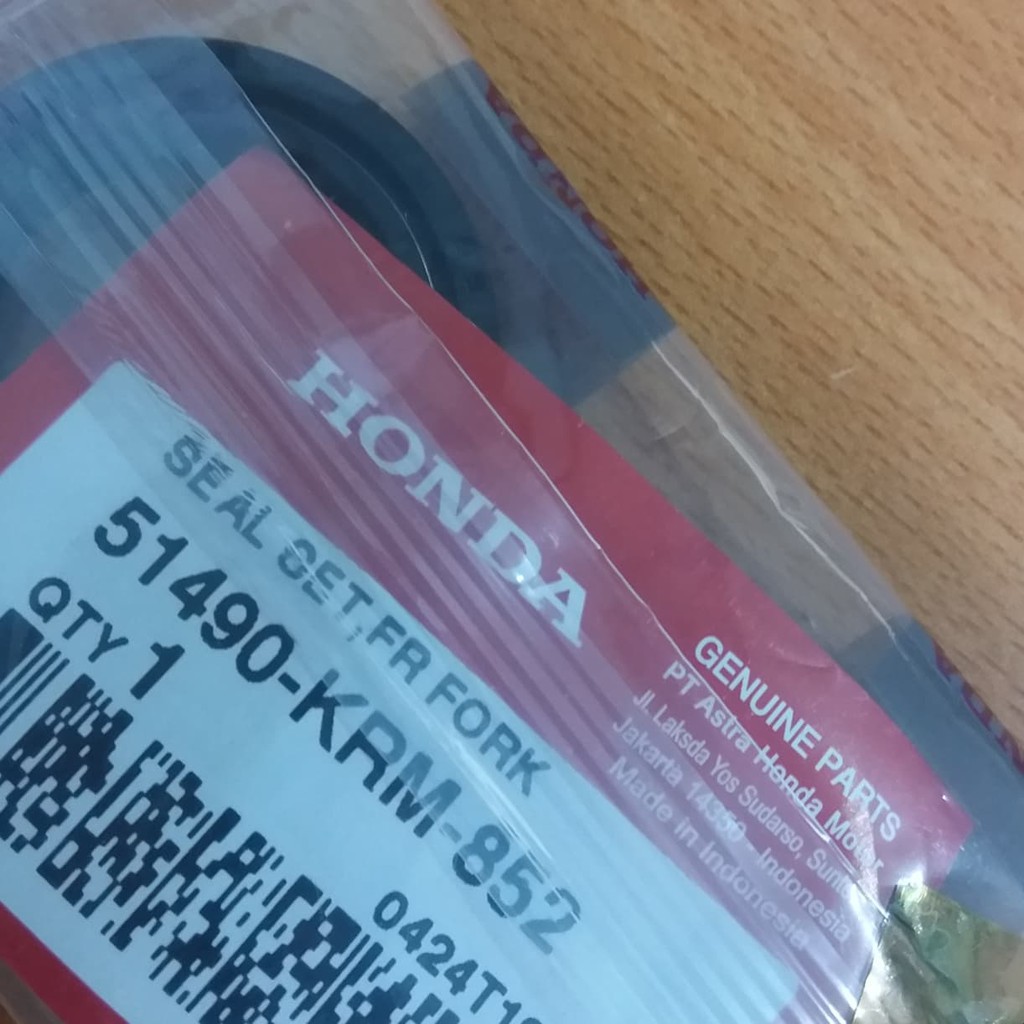 HONDA
SEAL SET,FR FORK
51490-KRM-852
QTY 1
0424T1
GENUINE PARTS
PT Astra Honda Motor
Jl. Laksda Yos Sudarso,
Jakarta 14350 - Indonesia
Made in Indonesia